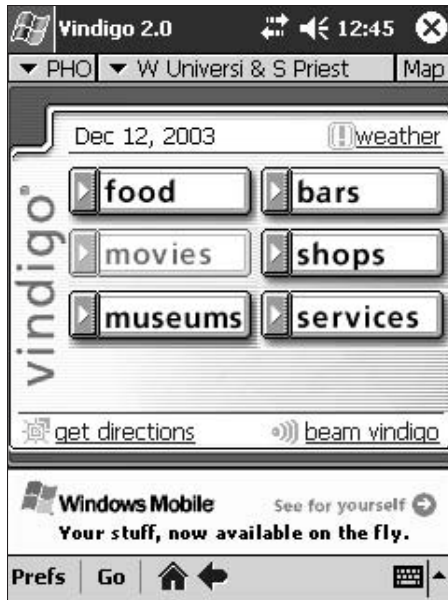 Vindigo 2.0 12:45
PHO W Universi & S Priest Map
Dec 12, 2003 weather
vindigo
food bars
movies shops
museums services
get directions beam vindigo
Windows Mobile See for yourself
Your stuff, now available on the fly.
Prefs Go